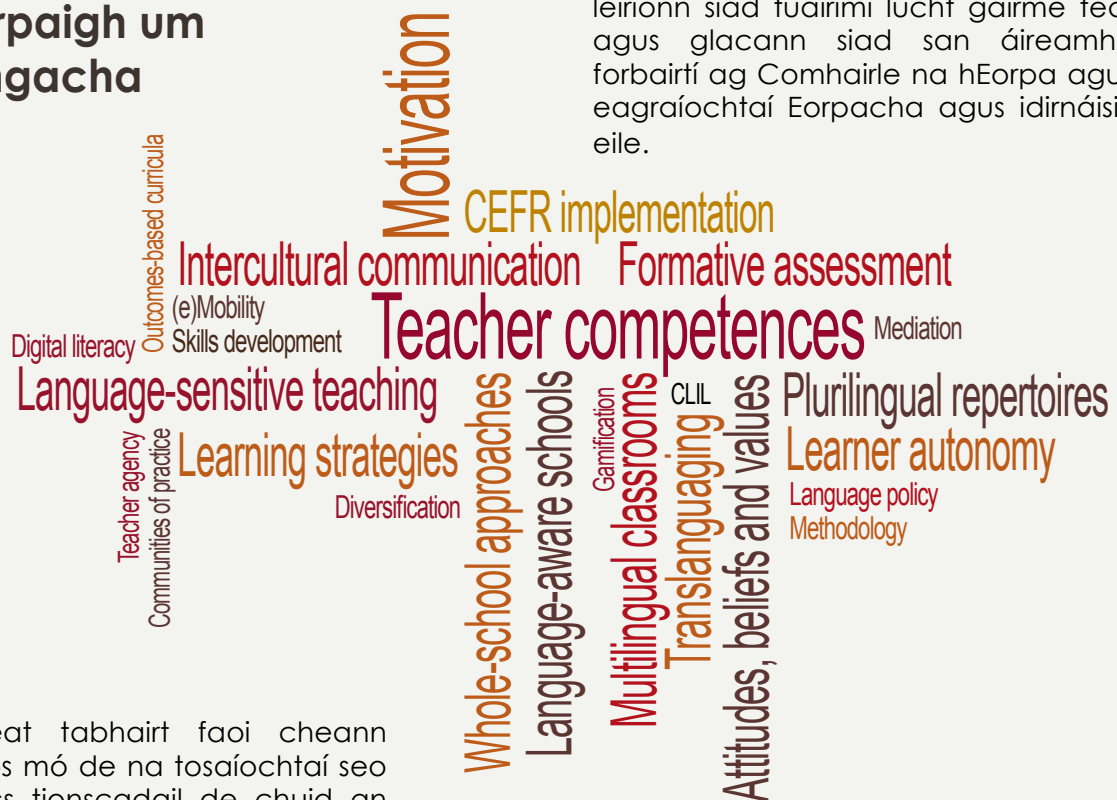 rpaigh um
gacha
léiríonn siad tuairimí lucht gairme
agus glacann siad san áireamh
forbairtí ag Comhairle na hEorpa
eagraíochtaí Eorpacha agus
eile.
Motivation
Outcomes-based curricula
CEFR implementation
Intercultural communication
Formative assessment
(e)Mobility
Teacher competences
Mediation
Digital literacy
Skills development
Language-sensitive teaching
Whole-school approaches
Language-aware schools
Gamification
Multilingual classrooms
CLIL
Translanguaging
Attitudes, beliefs and values
Plurilingual repertoires
Teacher agency
Communities of practice
Learning strategies
Learner autonomy
Diversification
Language policy
Methodology
tabhairt faoi cheann
mó de na tosaíochtaí seo
tionscadail de chuid an